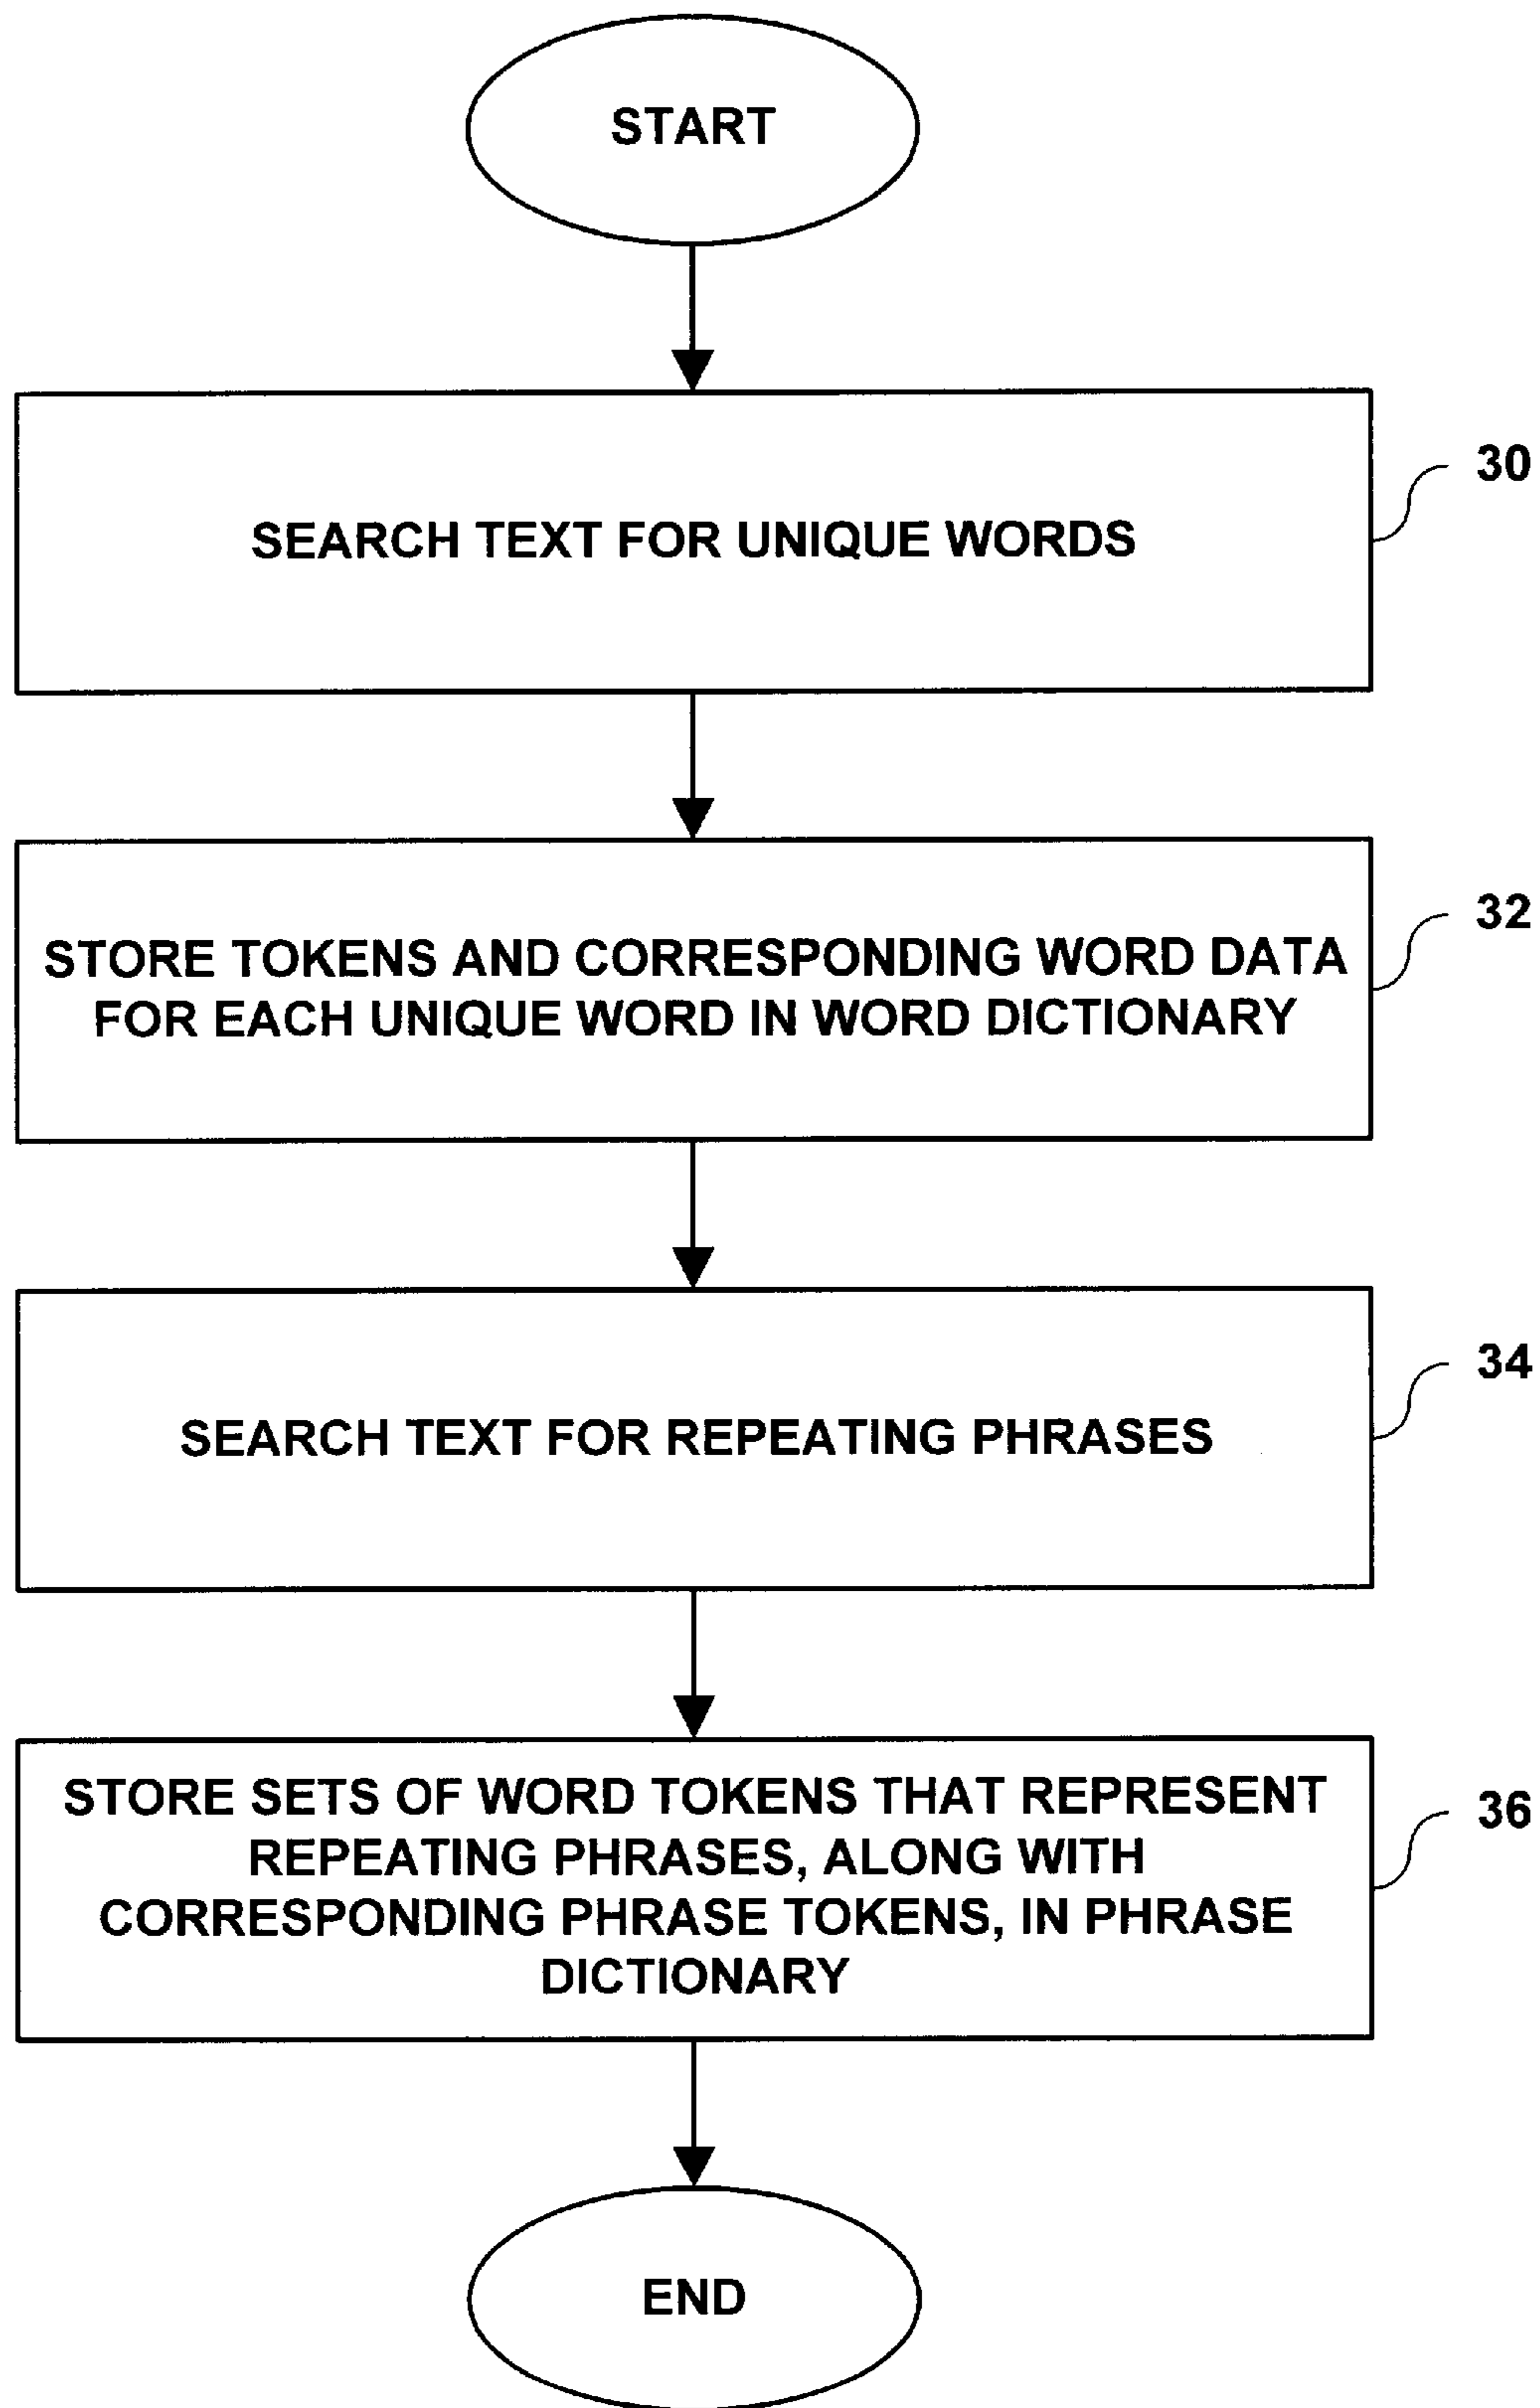 START
30
SEARCH TEXT FOR UNIQUE WORDS
32
STORE TOKENS AND CORRESPONDING WORD DATA
FOR EACH UNIQUE WORD IN WORD DICTIONARY
34
SEARCH TEXT FOR REPEATING PHRASES
36
STORE SETS OF WORD TOKENS THAT REPRESENT
REPEATING PHRASES, ALONG WITH
CORRESPONDING PHRASE TOKENS, IN PHRASE
DICTIONARY
END